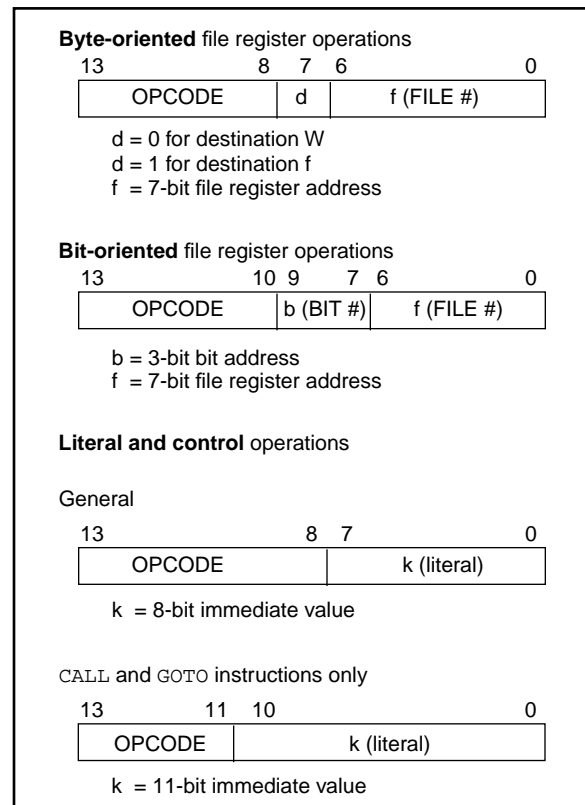 Byte-oriented file register operations
13 8 7 6 0
OPCODE d f (FILE #)
d = 0 for destination W
d = 1 for destination f
f = 7-bit file register address
Bit-oriented file register operations
13 10 9 7 6 0
OPCODE b (BIT #) f (FILE #)
b = 3-bit bit address
f = 7-bit file register address
Literal and control operations
General
13 8 7 0
OPCODE k (literal)
k = 8-bit immediate value
CALL and GOTO instructions only
13 11 10 0
OPCODE k (literal)
k = 11-bit immediate value